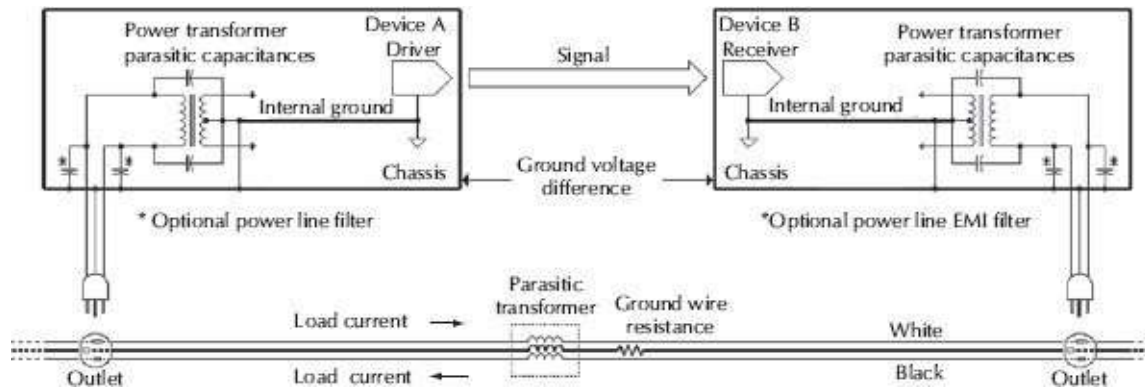 Power transformer
parasitic capacitances
Device A
Driver
Internal ground
Chassis
*
*
Signal
Device B
Receiver
Power transformer
parasitic capacitances
Internal ground
Chassis
*
*
Ground voltage
difference
* Optional power line filter
*Optional power line EMI filter
Parasitic
transformer
Ground wire
resistance
Load current
White
Outlet
Load current
Black
Outlet